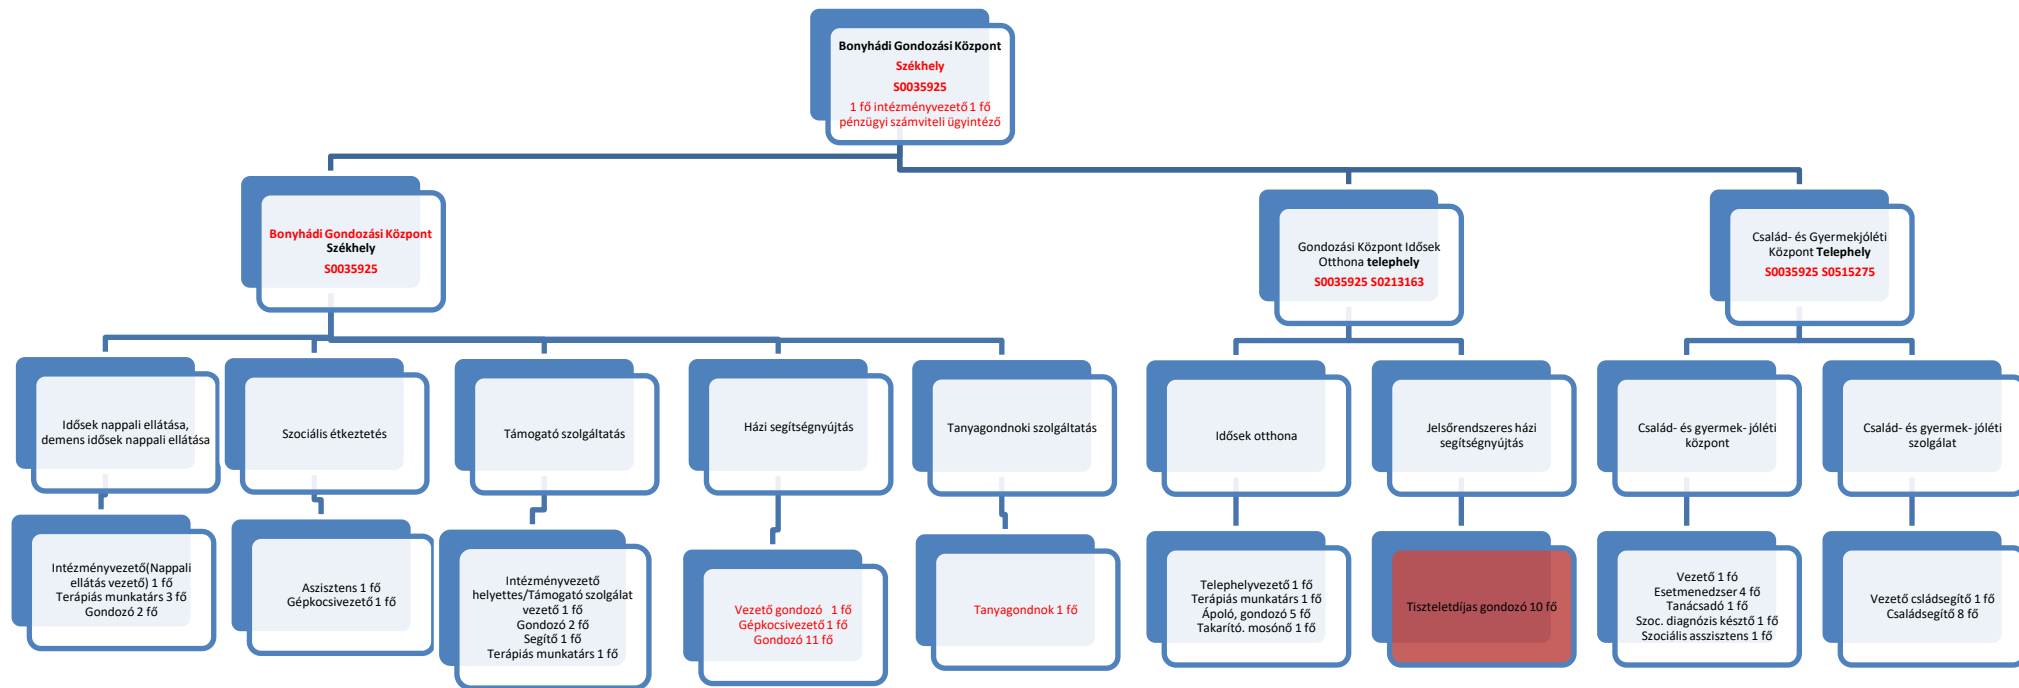 Bonyhádi Gondozási Központ
Székhely
S0035925
1 fő intézményvezető 1 fő
pénzügyi számviteli ügyintéző
Bonyhádi Gondozási Központ
Székhely
S0035925
Gondozási Központ Idősek
Otthona telephely
S0035925 S0213163
Család- és Gyermekjóléti
Központ Telephely
S0035925 S0515275
Idősek nappali ellátása,
demens idősek nappali ellátása
Szociális étkeztetés
Támogató szolgáltatás
Házi segítségnyújtás
Tanyagondnoki szolgáltatás
Idősek otthona
Jelsőrendszeres házi
segítségnyújtás
Család- és gyermek- jóléti
központ
Család- és gyermek- jóléti
szolgálat
Intézményvezető(Nappali
ellátás vezető) 1 fő
Terápiás munkatárs 3 fő
Gondozó 2 fő
Aszisztens 1 fő
Gépkocsivezető 1 fő
Intézményvezető
helyettes/Támogató szolgálat
vezető 1 fő
Gondozó 2 fő
Segítő 1 fő
Terápiás munkatárs 1 fő
Vezető gondozó 1 fő
Gépkocsivezető 1 fő
Gondozó 11 fő
Tanyagondnok 1 fő
Telephelyvezető 1 fő
Terápiás munkatárs 1 fő
Ápoló, gondozó 5 fő
Takarító. mosónő 1 fő
Tiszteletdíjas gondozó 10 fő
Vezető 1 fó
Esetmenedzser 4 fő
Tanácsadó 1 fő
Szoc. diagnózis késztő 1 fő
Szociális asszisztens 1 fő
Vezető csládsegítő 1 fő
Családsegítő 8 fő